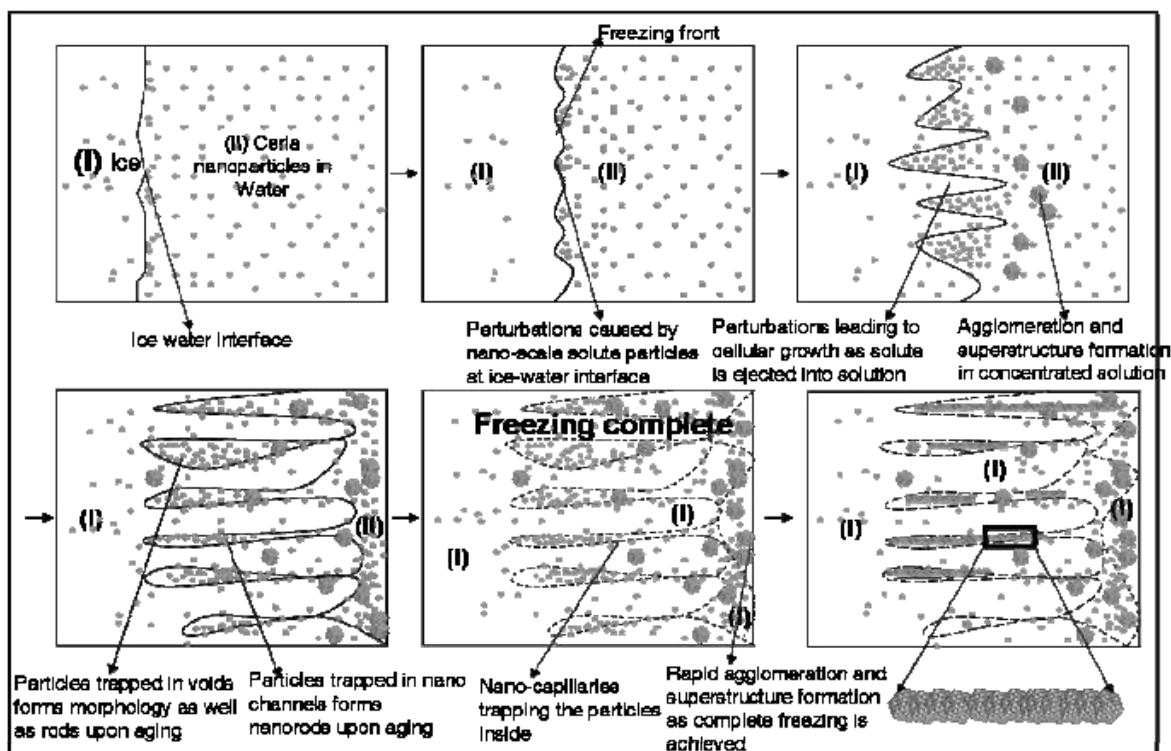 Freezing front
(I) Ice
(II) Ceria
nanoparticles in
Water
(I)
(II)
(I)
(II)
Ice water interface
Perturbations caused by
nano-scale solute particles
at ice-water interface
Perturbations leading to
cellular growth as solute
is ejected into solution
Agglomeration and
superstructure formation
in concentrated solution
(I)
(II)
Freezing complete
(I)
(I)
(I)
(I)
(I)
(I)
Particles trapped in voids
forms morphology as well
as rods upon aging
Particles trapped in nano
channels forms
nanorods upon aging
Nano-capillaries
trapping the particles
inside
Rapid agglomeration and
superstructure formation
as complete freezing is
achieved